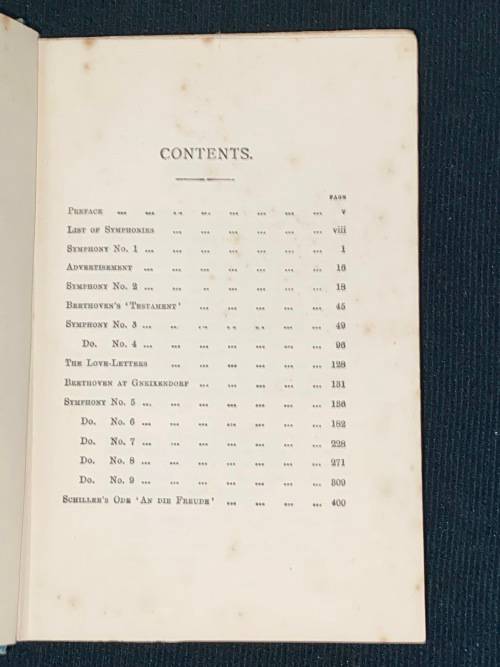 CONTENTS.
PAGE
PREFACE ... ... ... ... ... ... ... ... v
LIST OF SYMPHONIES ... ... ... ... ... ... viii
SYMPHONY No. 1 ... ... ... ... ... ... ... 1
ADVERTISEMENT ... ... ... ... ... ... ... 16
SYMPHONY No. 2 ... ... ... ... ... ... ... 18
BEETHOVEN'S 'TESTAMENT' ... ... ... ... ... 45
SYMPHONY No. 3 ... ... ... ... ... ... ... 49
Do. No. 4 ... ... ... ... ... ... ... 96
THE LOVE-LETTERS ... ... ... ... ... ... 128
BEETHOVEN AT GNEIXENDORF ... ... ... ... ... 131
SYMPHONY No. 5 ... ... ... ... ... ... ... 136
Do. No. 6 ... ... ... ... ... ... ... 182
Do. No. 7 ... ... ... ... ... ... ... 228
Do. No. 8 ... ... ... ... ... ... ... 271
Do. No. 9 ... ... ... ... ... ... ... 309
SCHILLER'S ODE 'AN DIE FREUDE' ... ... ... ... 400